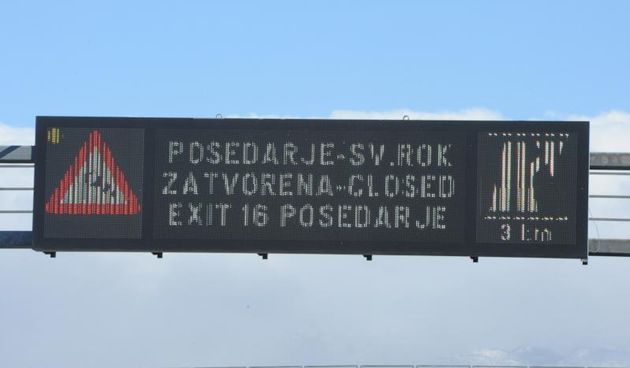 POSEDARJE-SV.ROK
ZATVORENA-CLOSED
EXIT 16 POSEDARJE
3 km